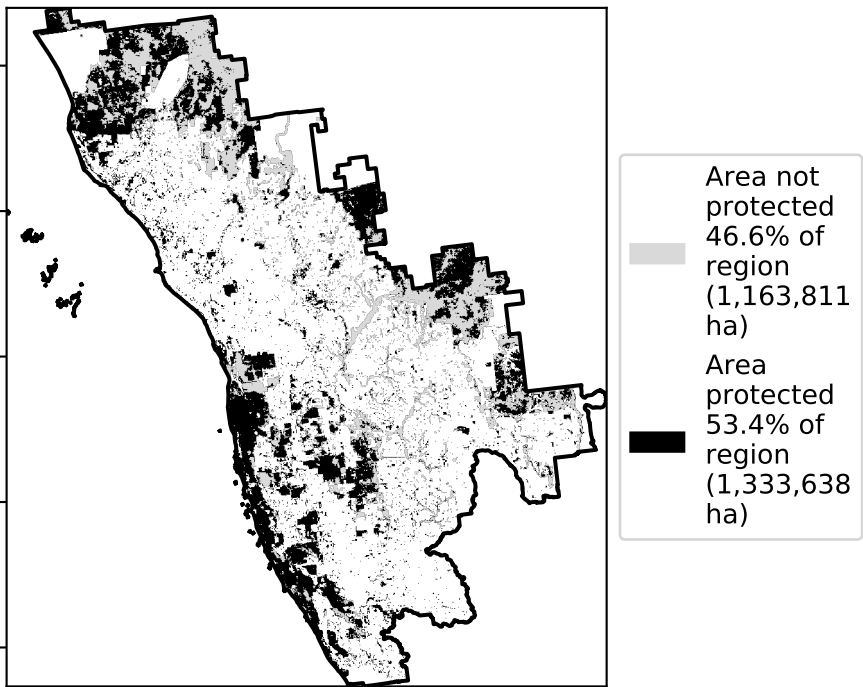 Area not
protected
46.6% of
region
(1,163,811
ha)
Area
protected
53.4% of
region
(1,333,638
ha)